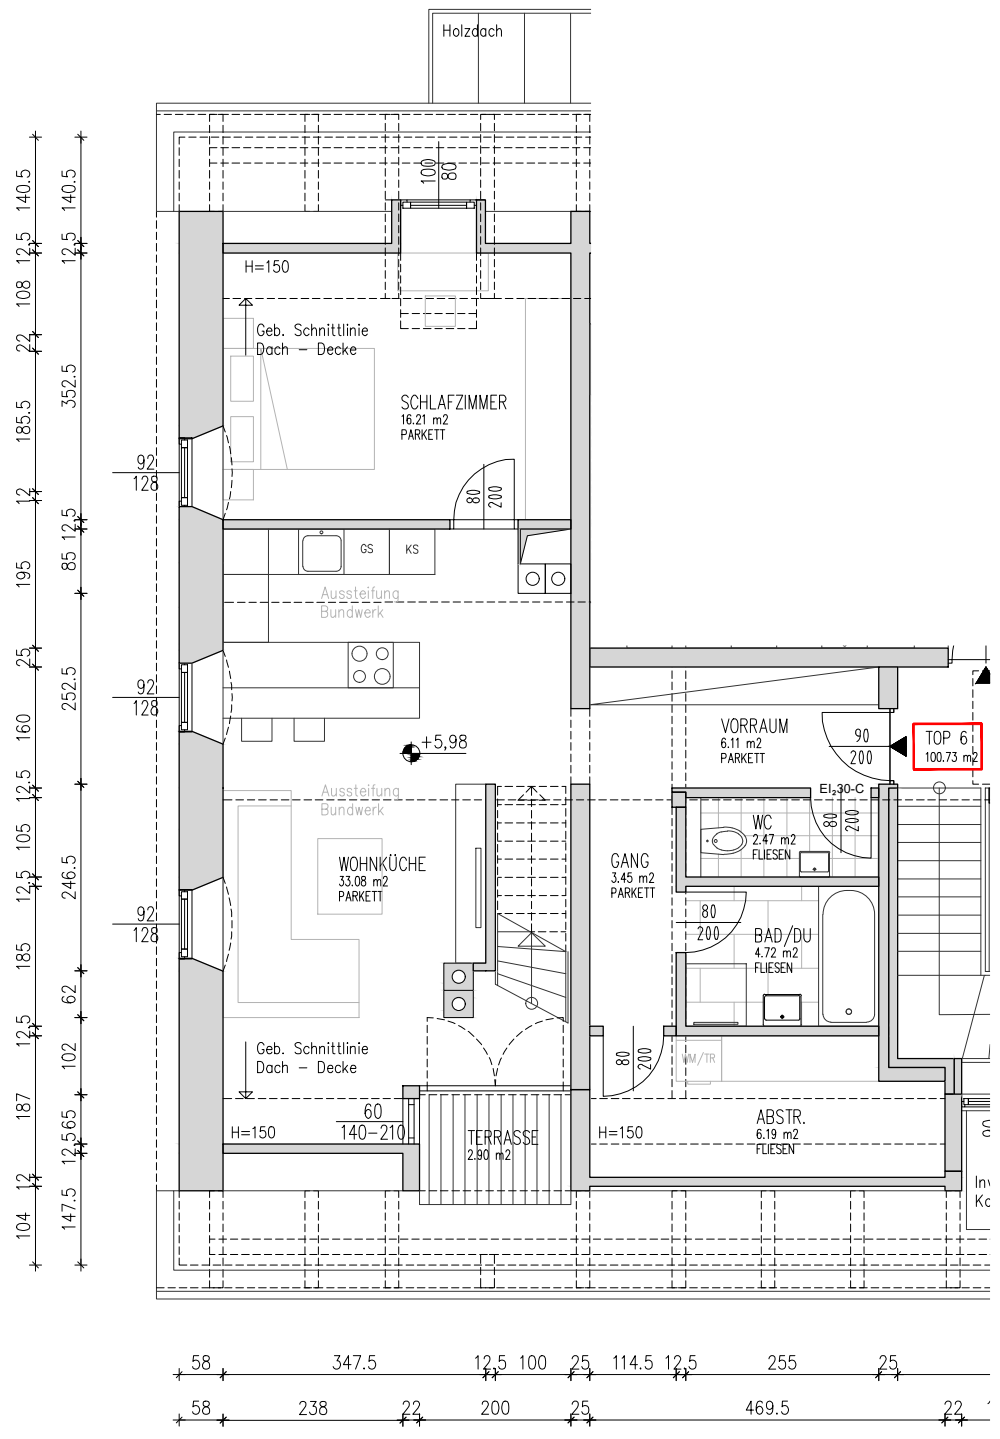 Holzdach
100
80
H=150
Geb. Schnittlinie
Dach – Decke
SCHLAFZIMMER
16.21 m2
PARKETT
80
200
92
128
GS
KS
Aussteifung
Bundwerk
92
128
+5,98
VORRAUM
6.11 m2
PARKETT
90
200
TOP 6
100.73 m2
EI₂30-C
80
200
WC
2.47 m2
FLIESEN
Aussteifung
Bundwerk
WOHNKÜCHE
33.08 m2
PARKETT
GANG
3.45 m2
PARKETT
92
128
80
200
BAD/DU
4.72 m2
FLIESEN
Geb. Schnittlinie
Dach – Decke
80
200
WM/TR
60
140-210
H=150
TERRASSE
2.90 m2
H=150
ABSTR.
6.19 m2
FLIESEN
140.5
12.5
108
22
185.5
12
195
25
160
12.5
105
12.5
185
12.5
187
12
104
140.5
12.5
352.5
12.5
85
252.5
246.5
62
102
65
12.5
147.5
58
347.5
12.5
100
25
114.5
12.5
255
25
58
238
22
200
25
469.5
22